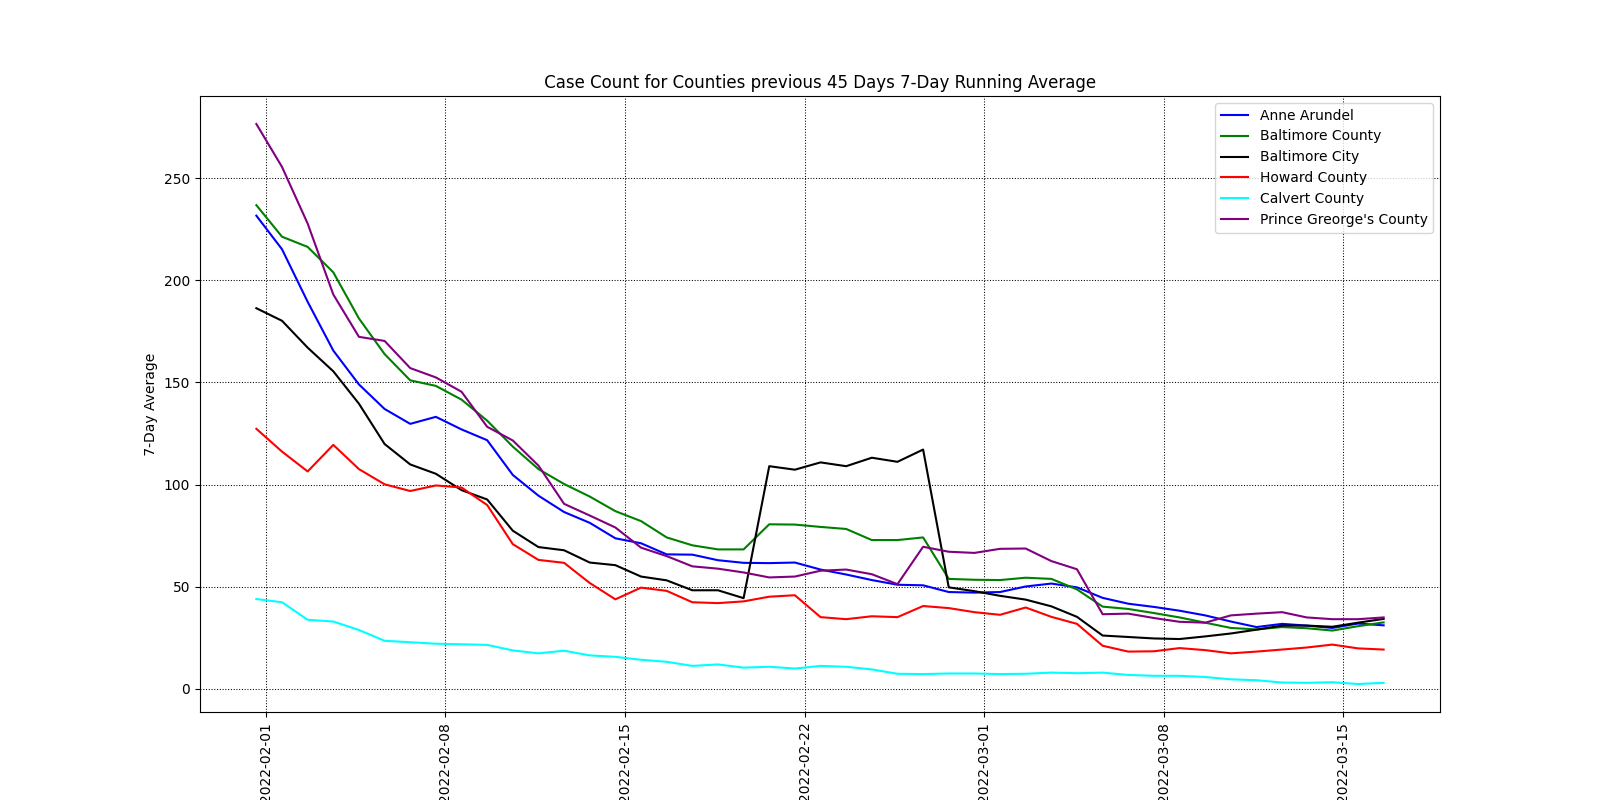 Case Count for Counties previous 45 Days 7-Day Running Average
Anne Arundel
Baltimore County
Baltimore City
Howard County
Calvert County
Prince Greorge's County
7-Day Average
250
200
150
100
50
0
2022-02-01
2022-02-08
2022-02-15
2022-02-22
2022-03-01
2022-03-08
2022-03-15